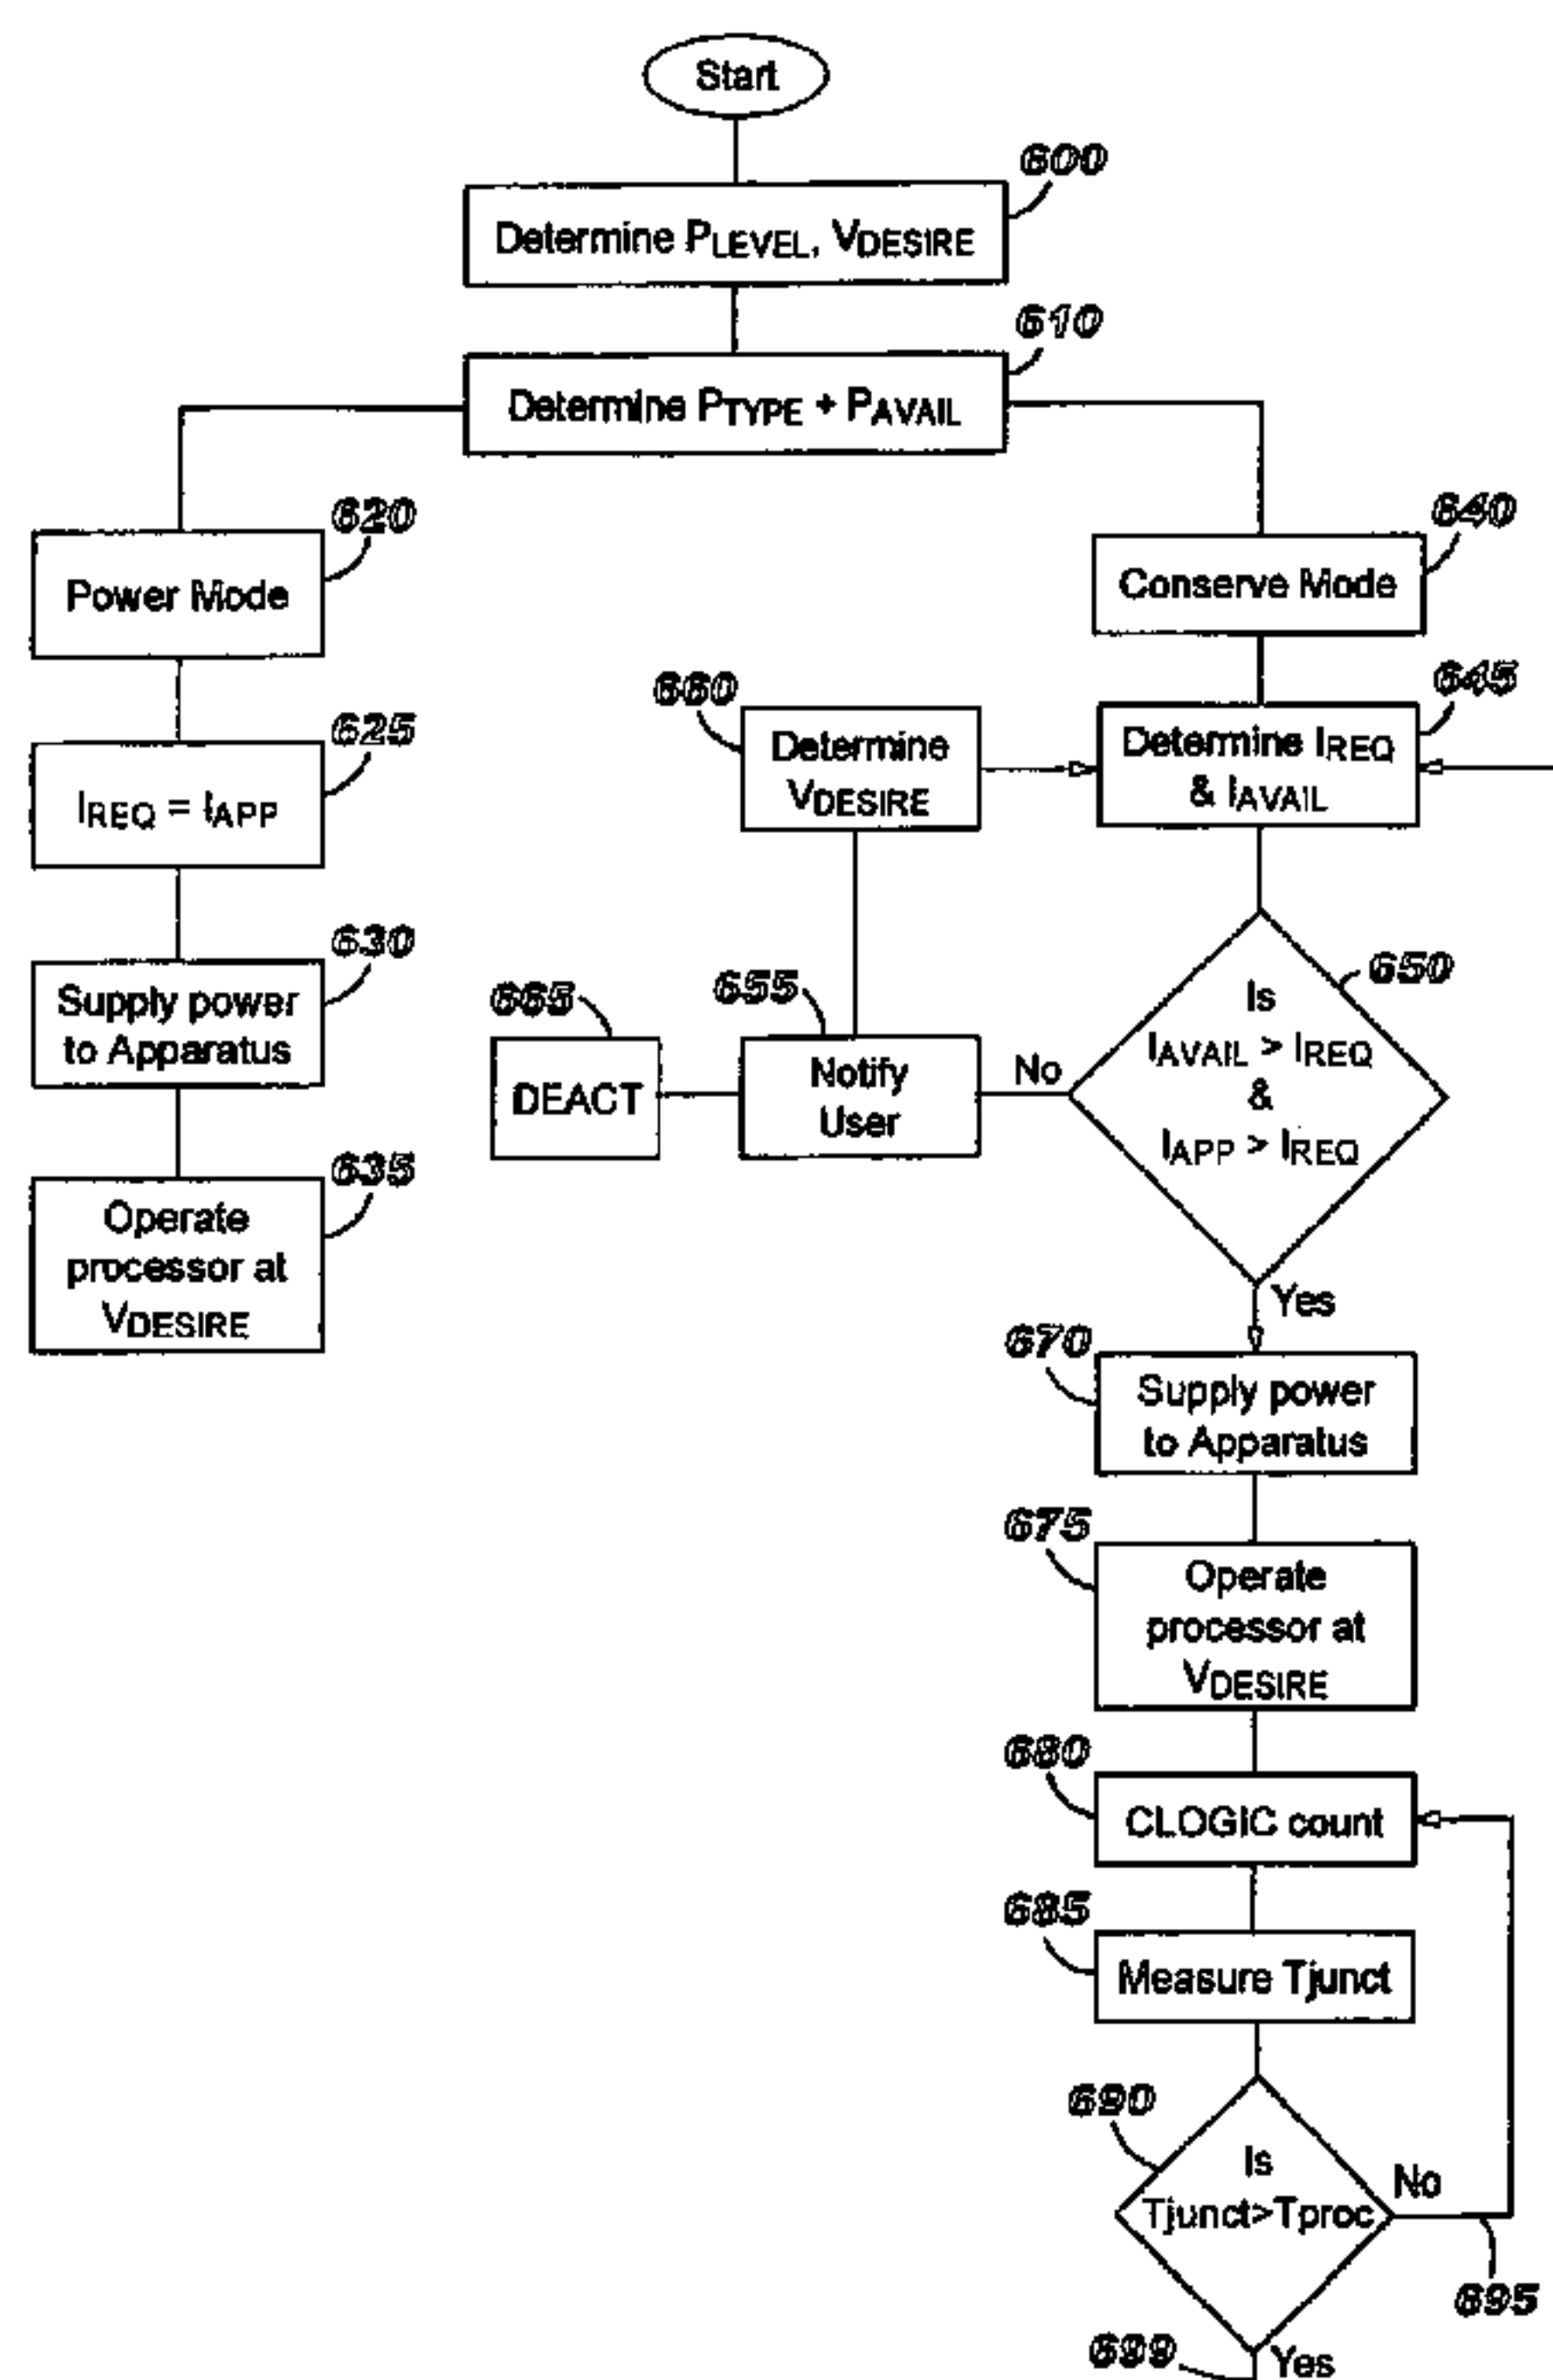 Start
600
Determine PLEVEL, VDESIRE
610
Determine PTYPE + PAVAIL
620
Power Mode
640
Conserve Mode
625
IREQ = IAPP
660
Determine
VDESIRE
645
Determine IREQ
& IAVAIL
630
Supply power
to Apparatus
665
DEACT
655
Notify
User
No
650
Is
IAVAIL > IREQ
&
IAPP > IREQ
Yes
635
Operate
processor at
VDESIRE
670
Supply power
to Apparatus
675
Operate
processor at
VDESIRE
680
CLOGIC count
685
Measure Tjunct
690
Is
Tjunct>Tproc
No
695
699
Yes